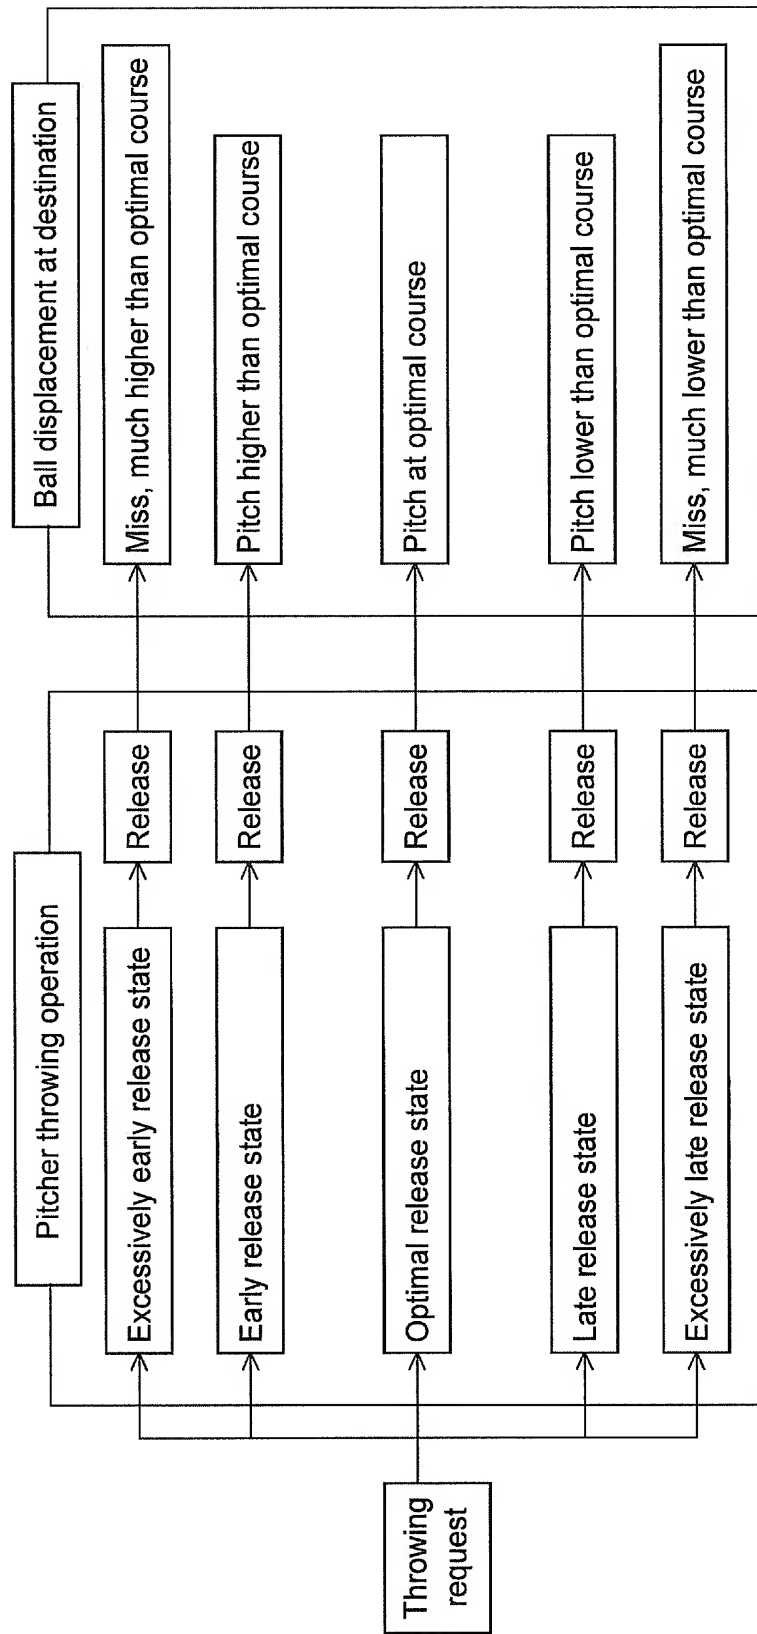 Throwing
request
Pitcher throwing operation
Excessively early release state
Release
Early release state
Release
Optimal release state
Release
Late release state
Release
Excessively late release state
Release
Ball displacement at destination
Miss, much higher than optimal course
Pitch higher than optimal course
Pitch at optimal course
Pitch lower than optimal course
Miss, much lower than optimal course